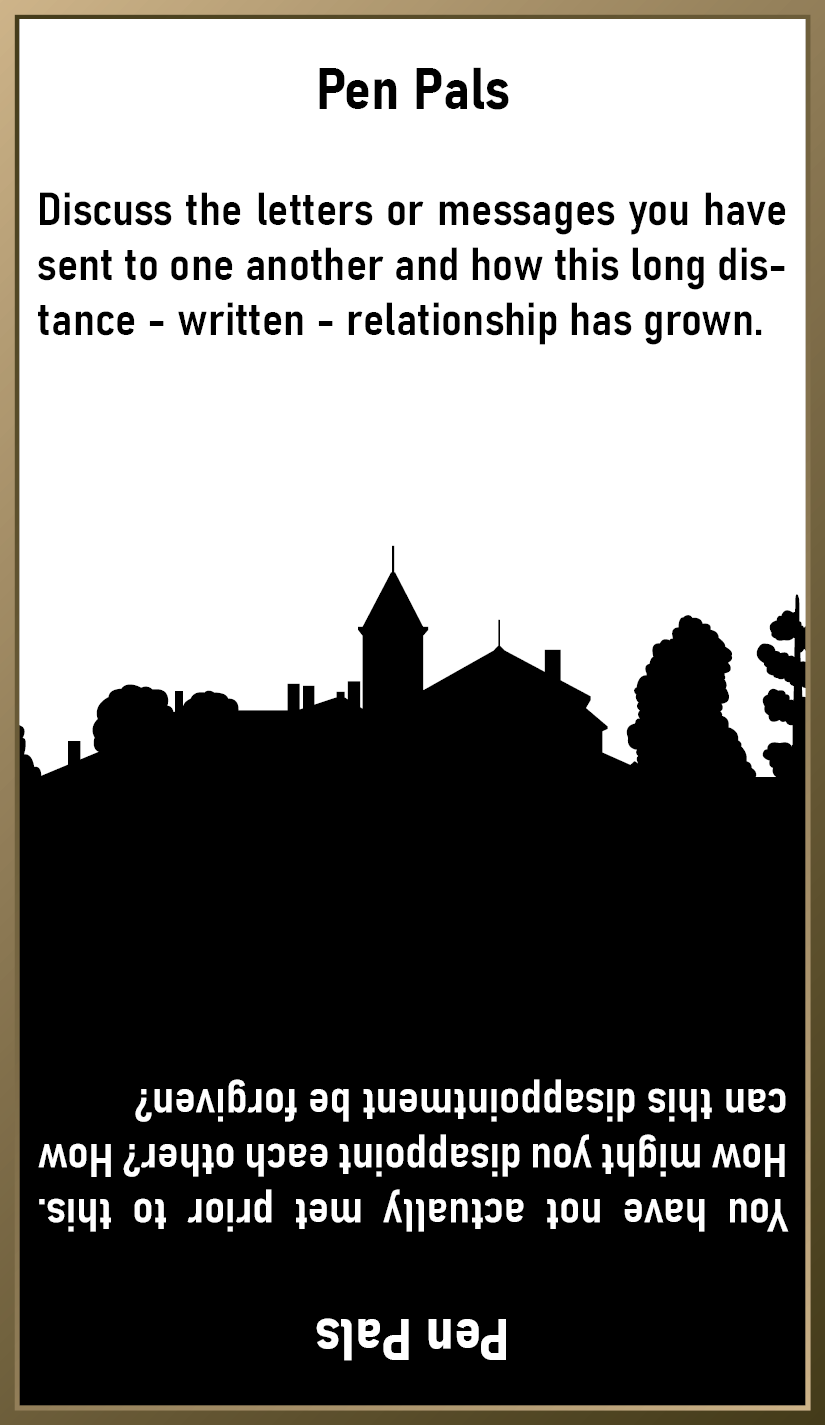 Pen Pals
Discuss the letters or messages you have
sent to one another and how this long dis-
tance - written - relationship has grown.
Pen Pals
You have not actually met prior to this.
How might you disappoint each other? How
can this disappointment be forgiven?